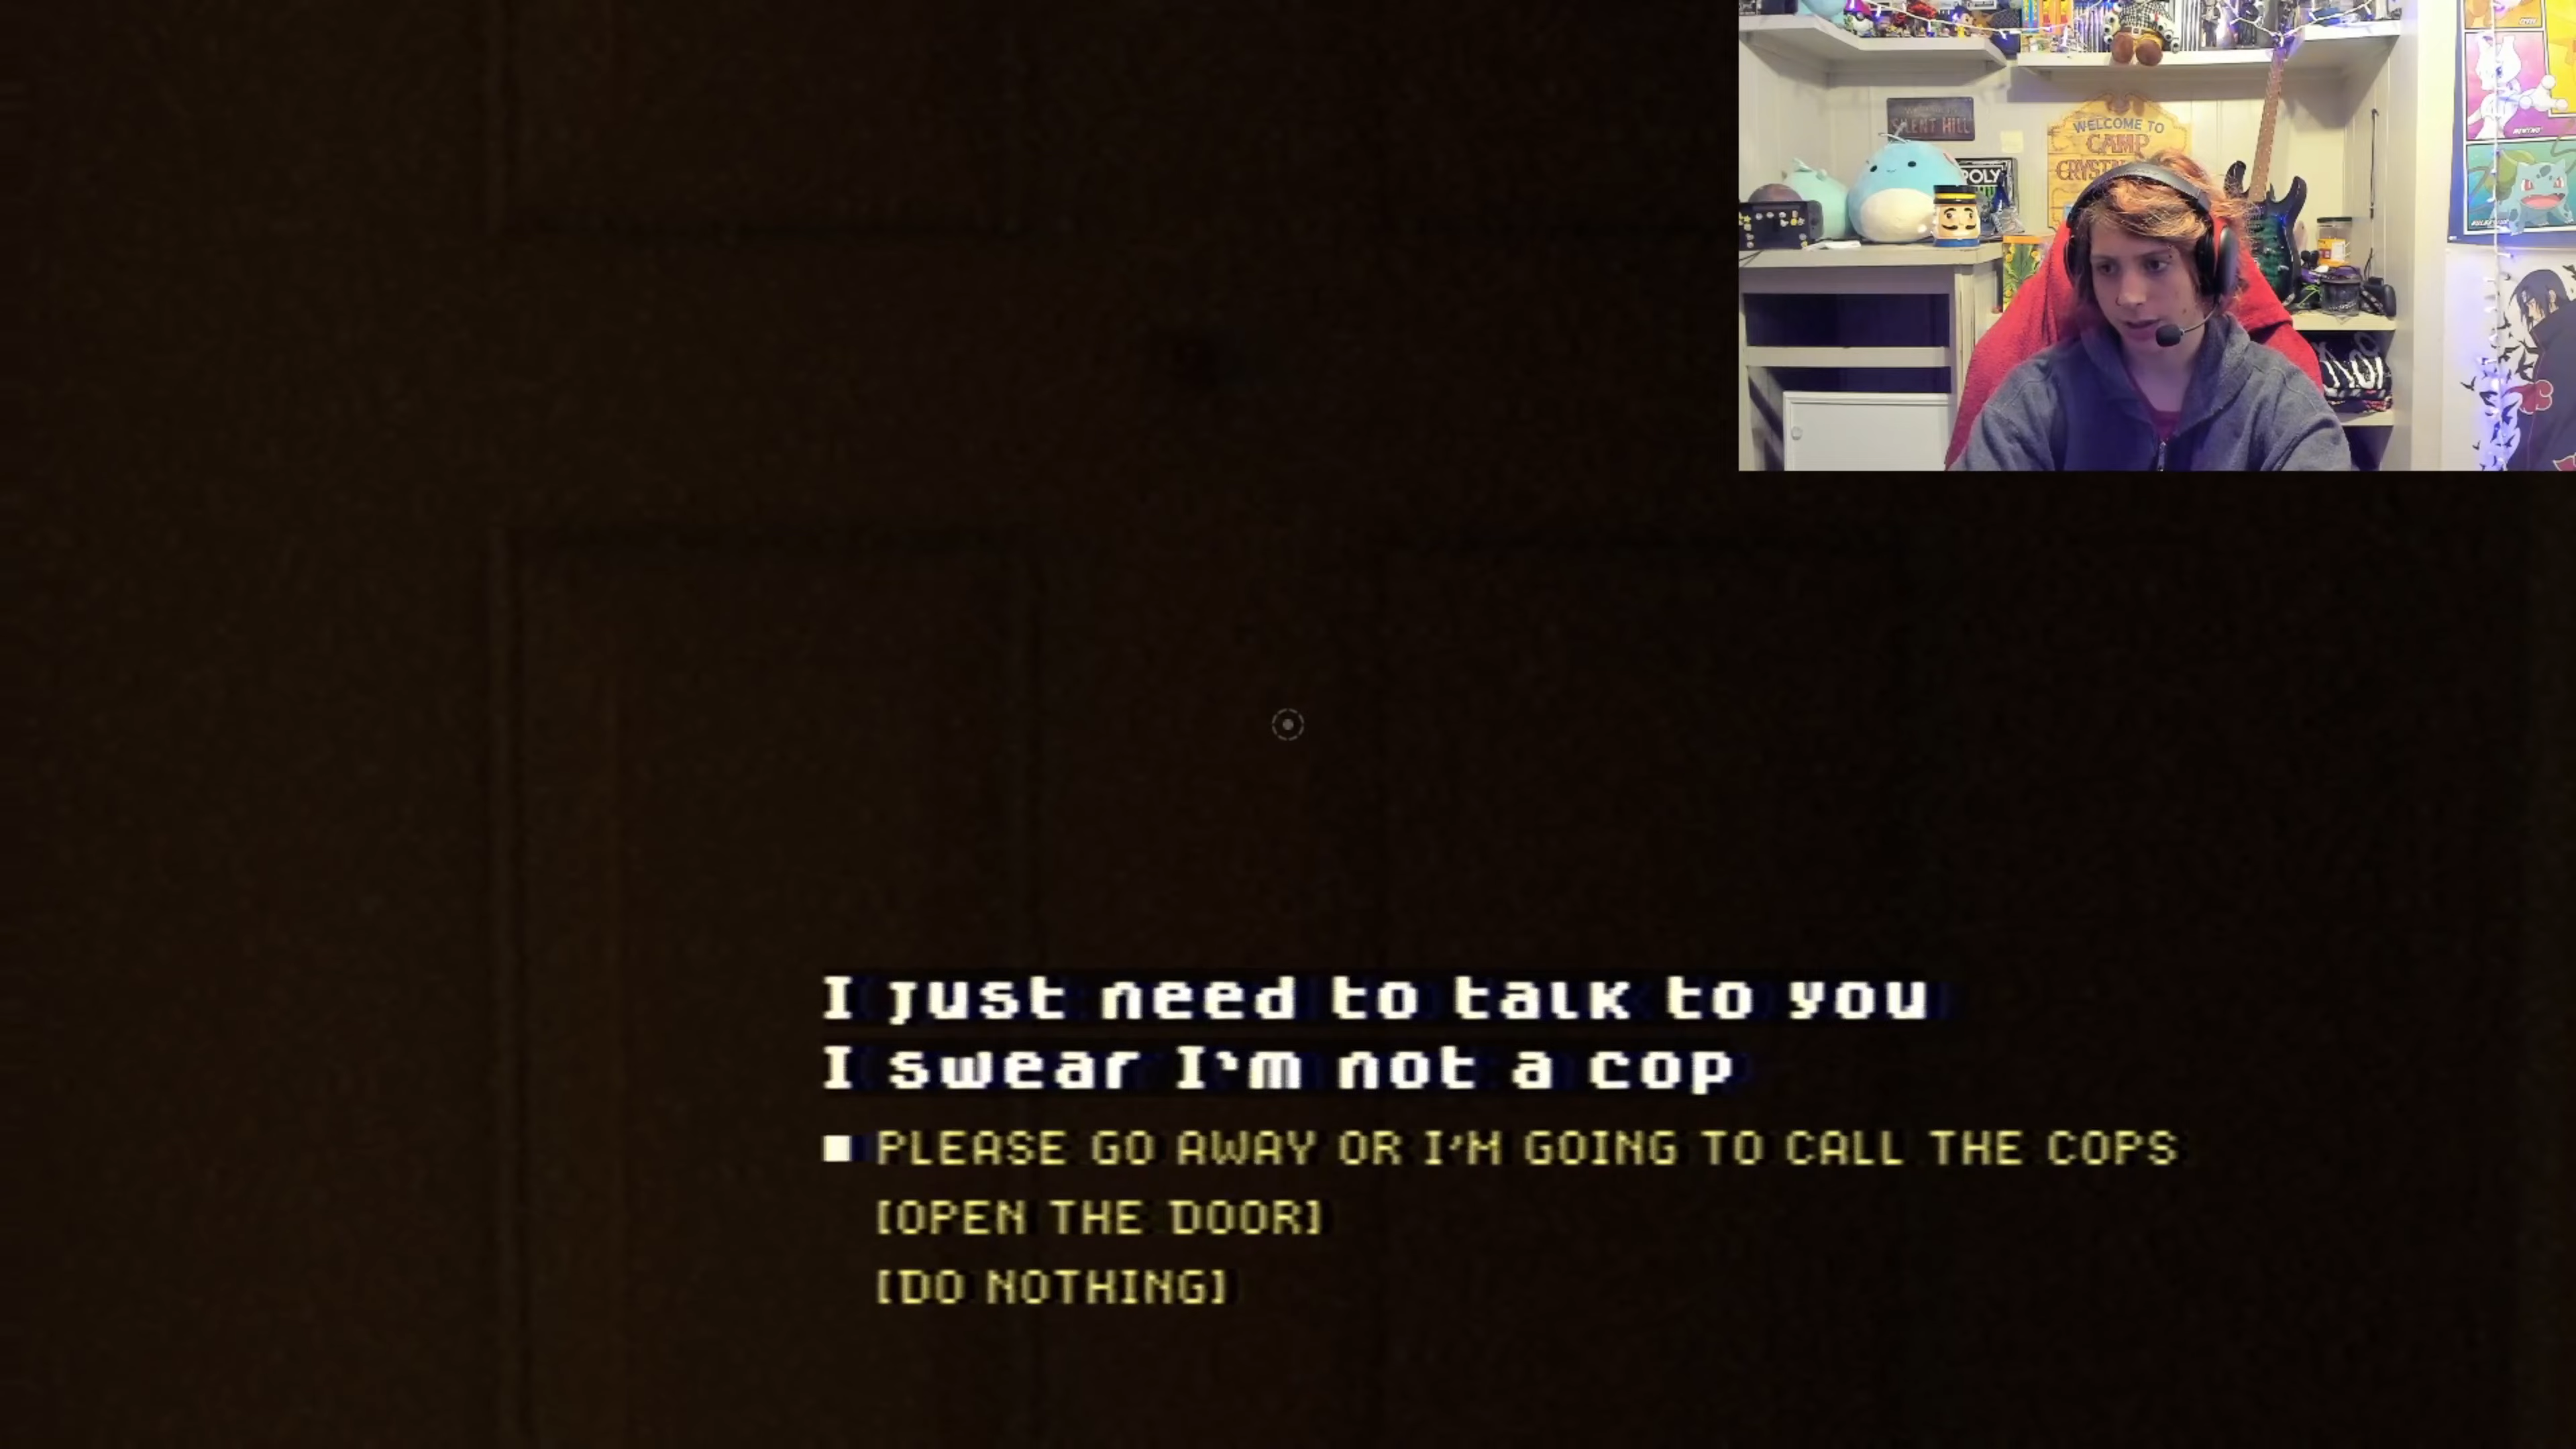 SILENT HILL
WELCOME TO
CAMP
POLY
I just need to talk to you
I swear I'm not a cop
PLEASE GO AWAY OR I'M GOING TO CALL THE COPS
[OPEN THE DOOR]
[DO NOTHING]